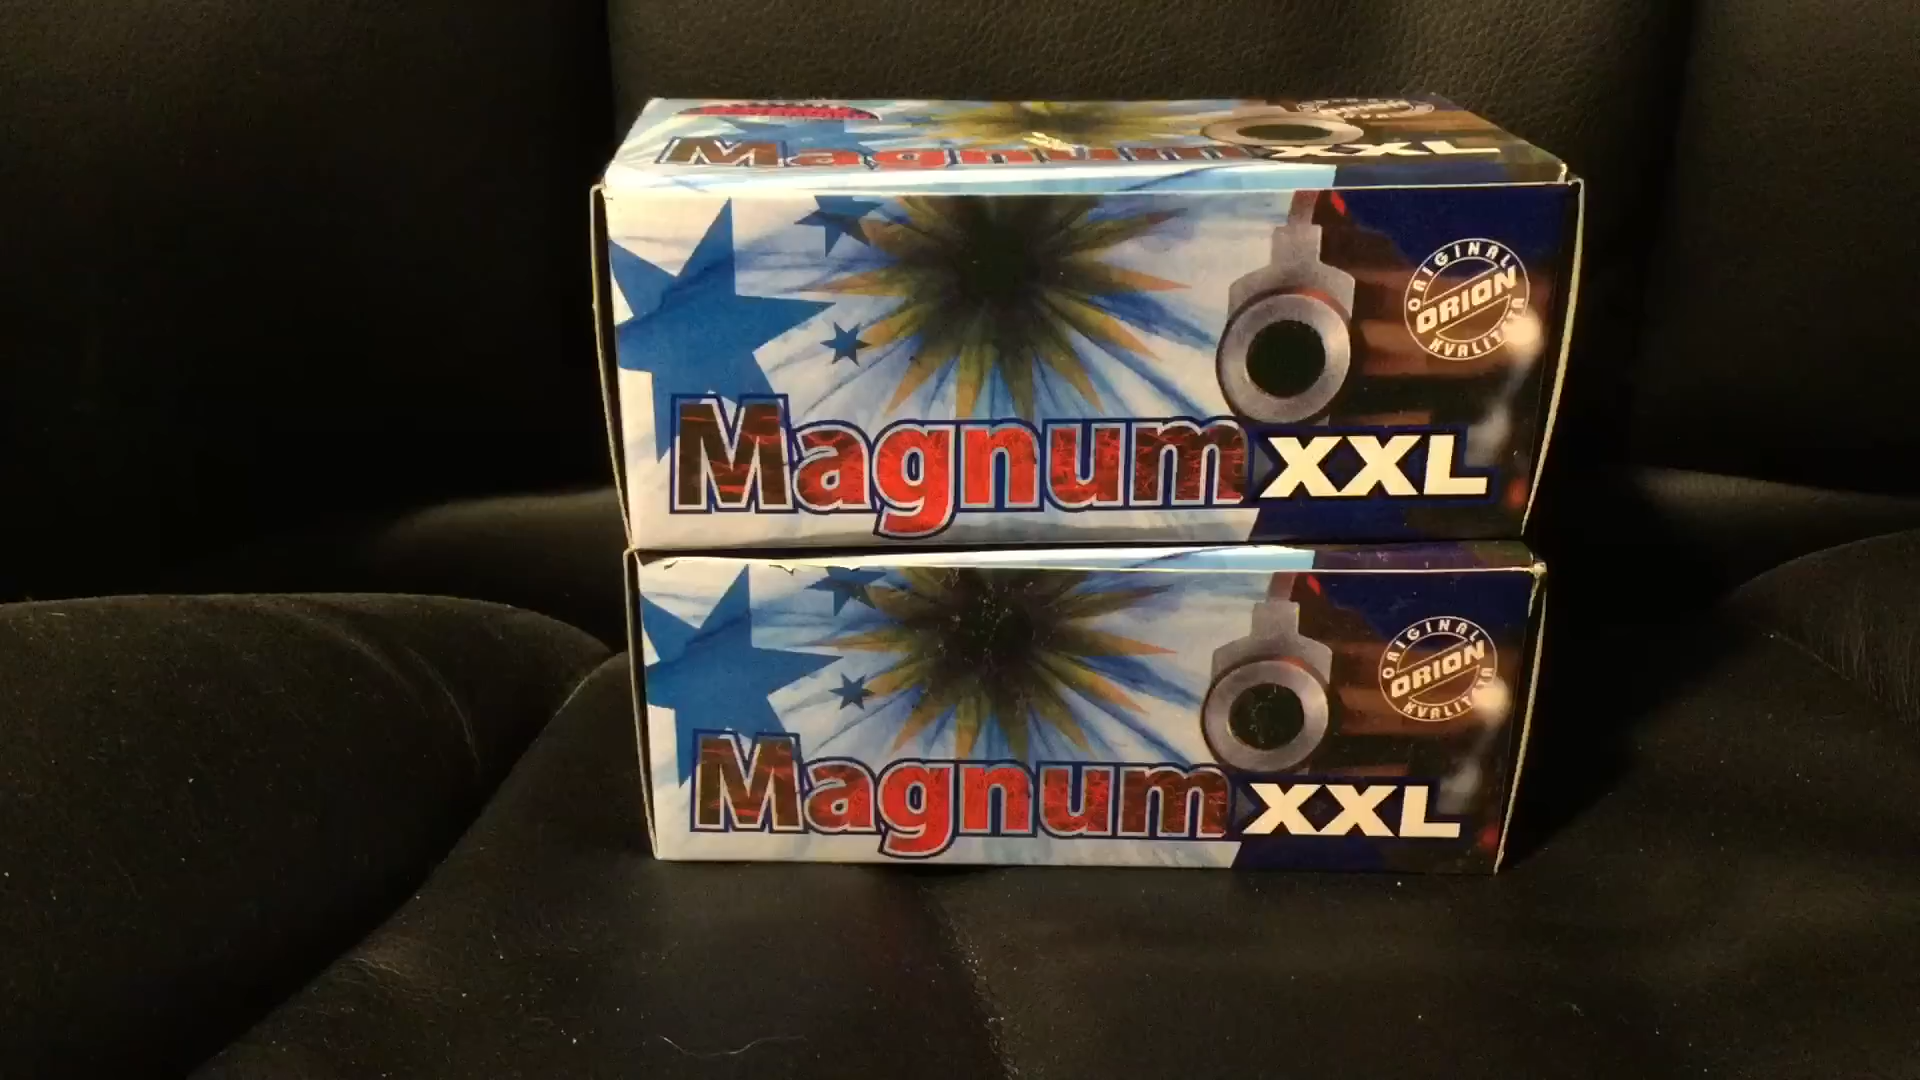 Magnum XXL
ORIGINAL
ORION
KVALITA
Magnum XXL
ORIGINAL
ORION
KVALITA
Magnum XXL